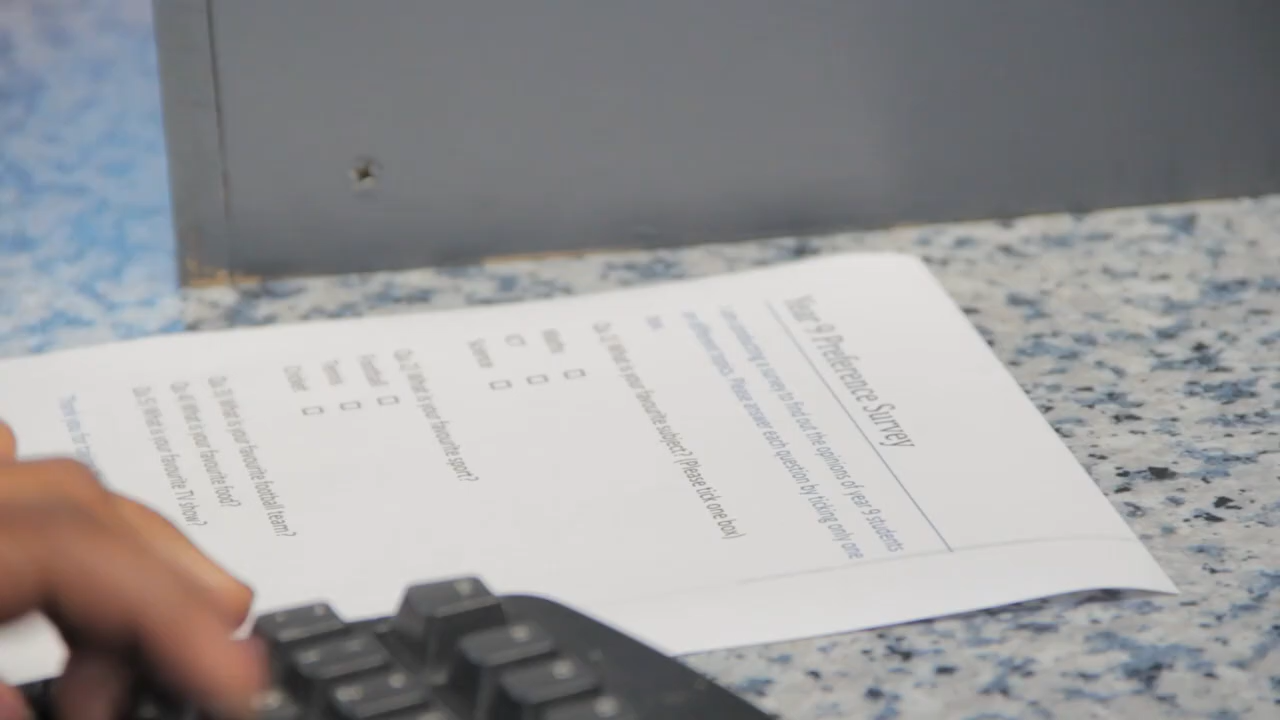 Year 9 Preference Survey
I am conducting a survey to find out the opinions of year 9 students
on different topics. Please answer each question by ticking only one
box.
Qu.1) What is your favourite subject? (Please tick one box)
Maths
ICT
Science
Qu.2) What is your favourite sport?
Football
Tennis
Cricket
Qu.3) What is your favourite football team?
Qu.4) What is your favourite food?
Qu.5) What is your favourite TV show?
Thank you for